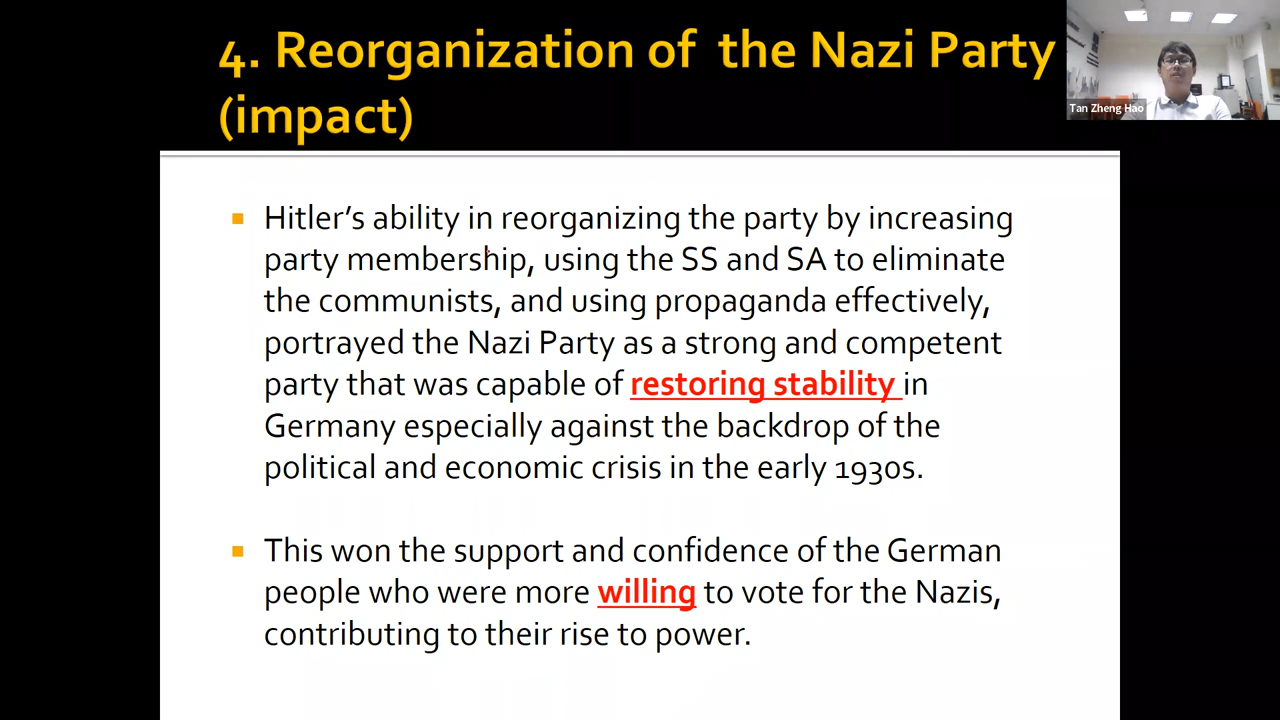 4. Reorganization of the Nazi Party
(impact)
Tan Zheng Hao
Hitler's ability in reorganizing the party by increasing
party membership, using the SS and SA to eliminate
the communists, and using propaganda effectively,
portrayed the Nazi Party as a strong and competent
party that was capable of restoring stability in
Germany especially against the backdrop of the
political and economic crisis in the early 1930s.
This won the support and confidence of the German
people who were more willing to vote for the Nazis,
contributing to their rise to power.